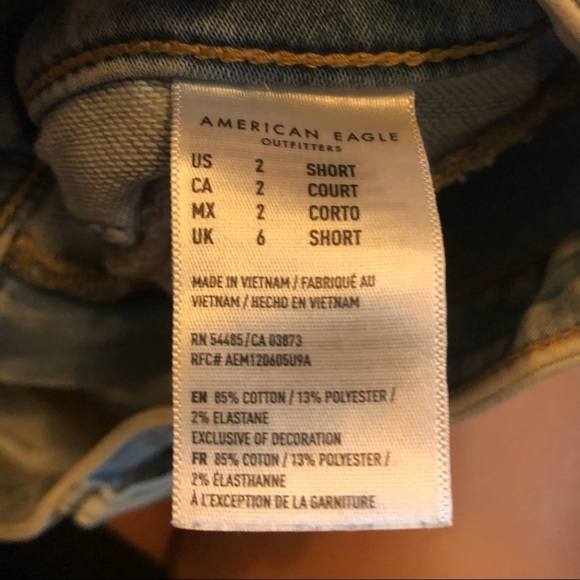 AMERICAN EAGLE
OUTFITTERS
US 2 SHORT
CA 2 COURT
MX 2 CORTO
UK 6 SHORT
MADE IN VIETNAM / FABRIQUÉ AU
VIETNAM / HECHO EN VIETNAM
RN 54485/CA 03873
RFC# AEM120605U9A
EN 85% COTTON / 13% POLYESTER /
2% ELASTANE
EXCLUSIVE OF DECORATION
FR 85% COTON / 13% POLYESTER /
2% ÉLASTHANNE
À L'EXCEPTION DE LA GARNITURE